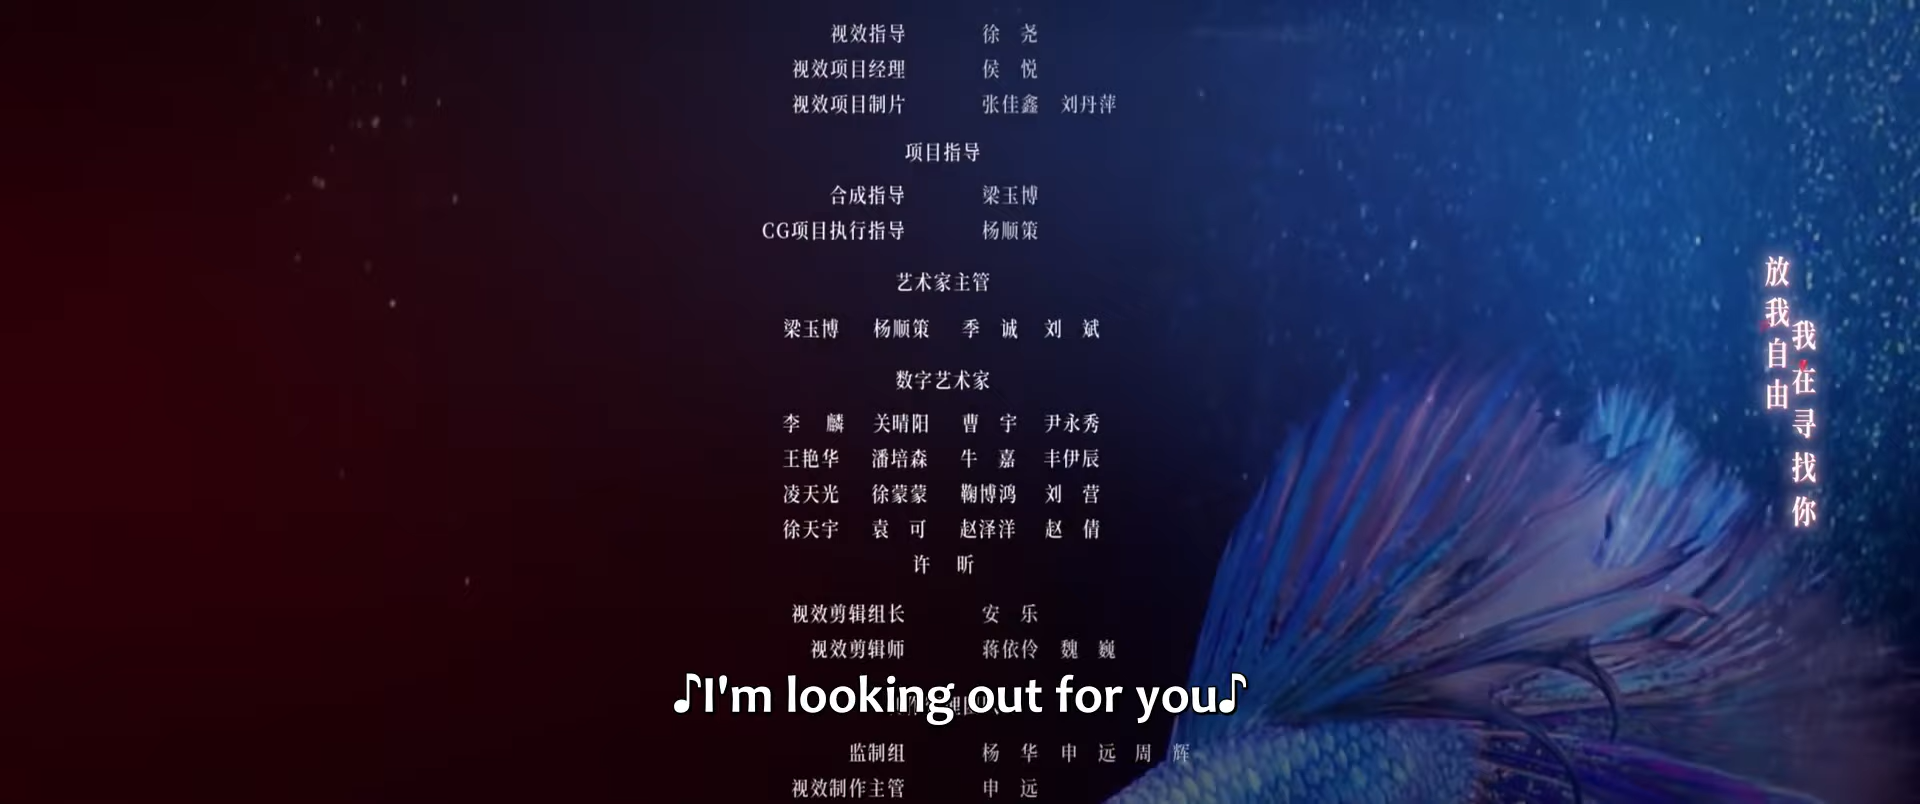 视效指导 徐 尧
视效项目经理 侯 悦
视效项目制片 张佳鑫 刘丹萍
项目指导
合成指导 梁玉博
CG项目执行指导 杨顺策
艺术家主管
梁玉博 杨顺策 季 诚 刘 斌
数字艺术家
李 麟 关晴阳 曹 宇 尹永秀
王艳华 潘培森 牛 嘉 丰伊辰
凌天光 徐蒙蒙 鞠博鸿 刘 营
徐天宇 袁 可 赵泽洋 赵 倩
许 昕
视效剪辑组长 安 乐
视效剪辑师 蒋依伶 魏 巍
♪I'm looking out for you♪
监制组 杨 华 申 远 周 辉
视效制作主管 申 远
放我自由
我在寻找你